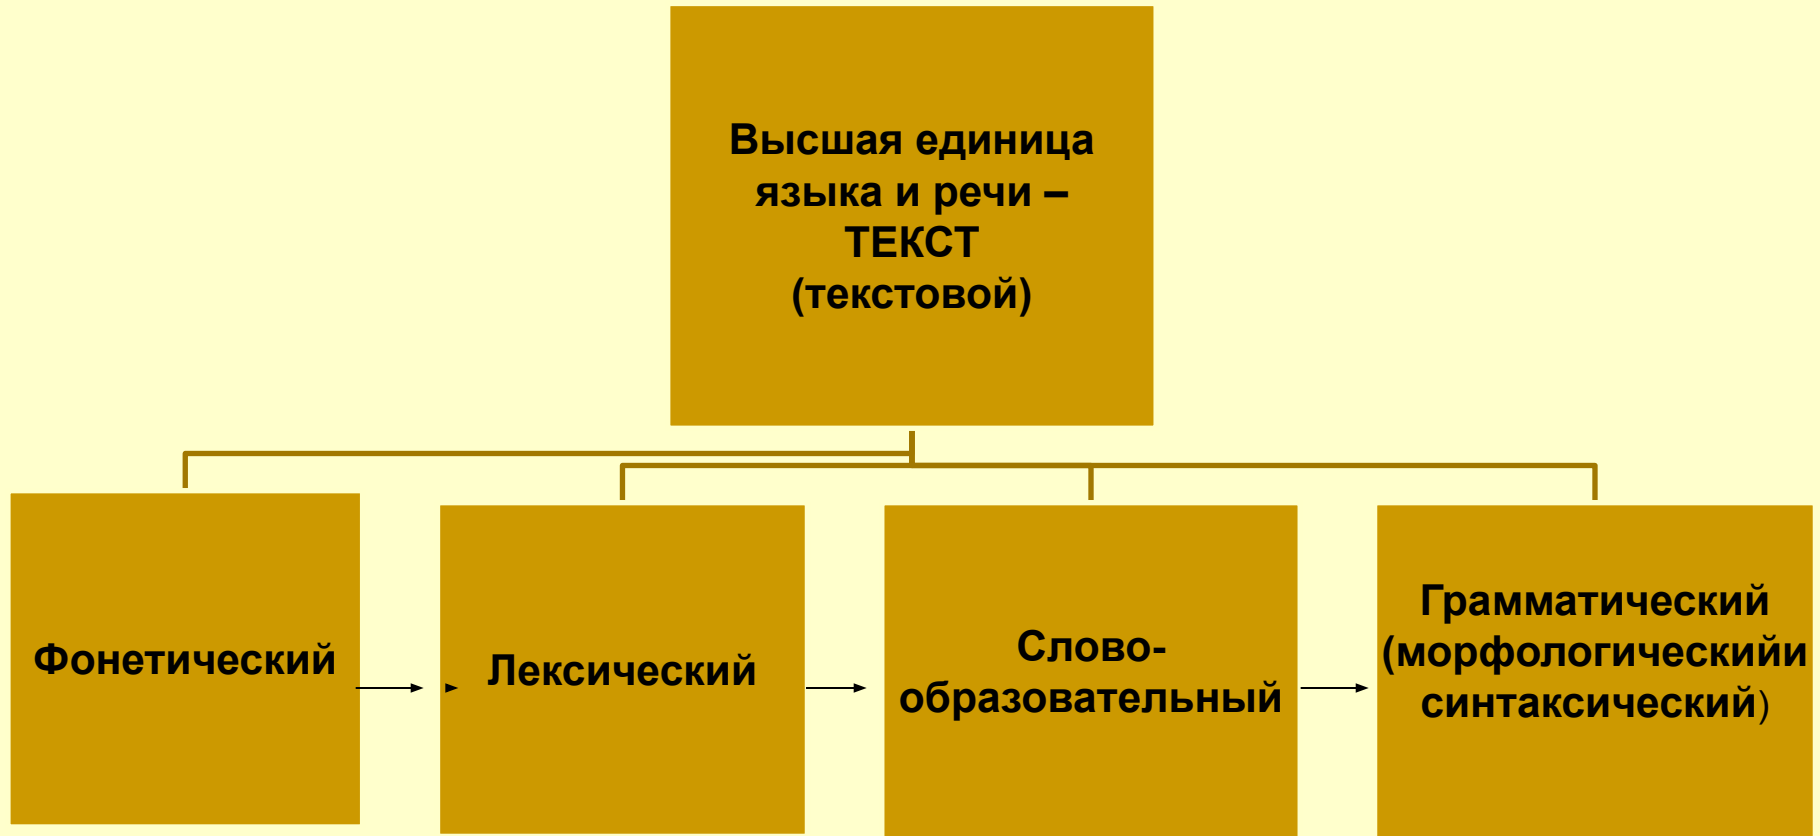 Высшая единица
языка и речи –
ТЕКСТ
(текстовой)
Фонетический
Лексический
Слово-
образовательный
Грамматический
(морфологическийи
синтаксический)